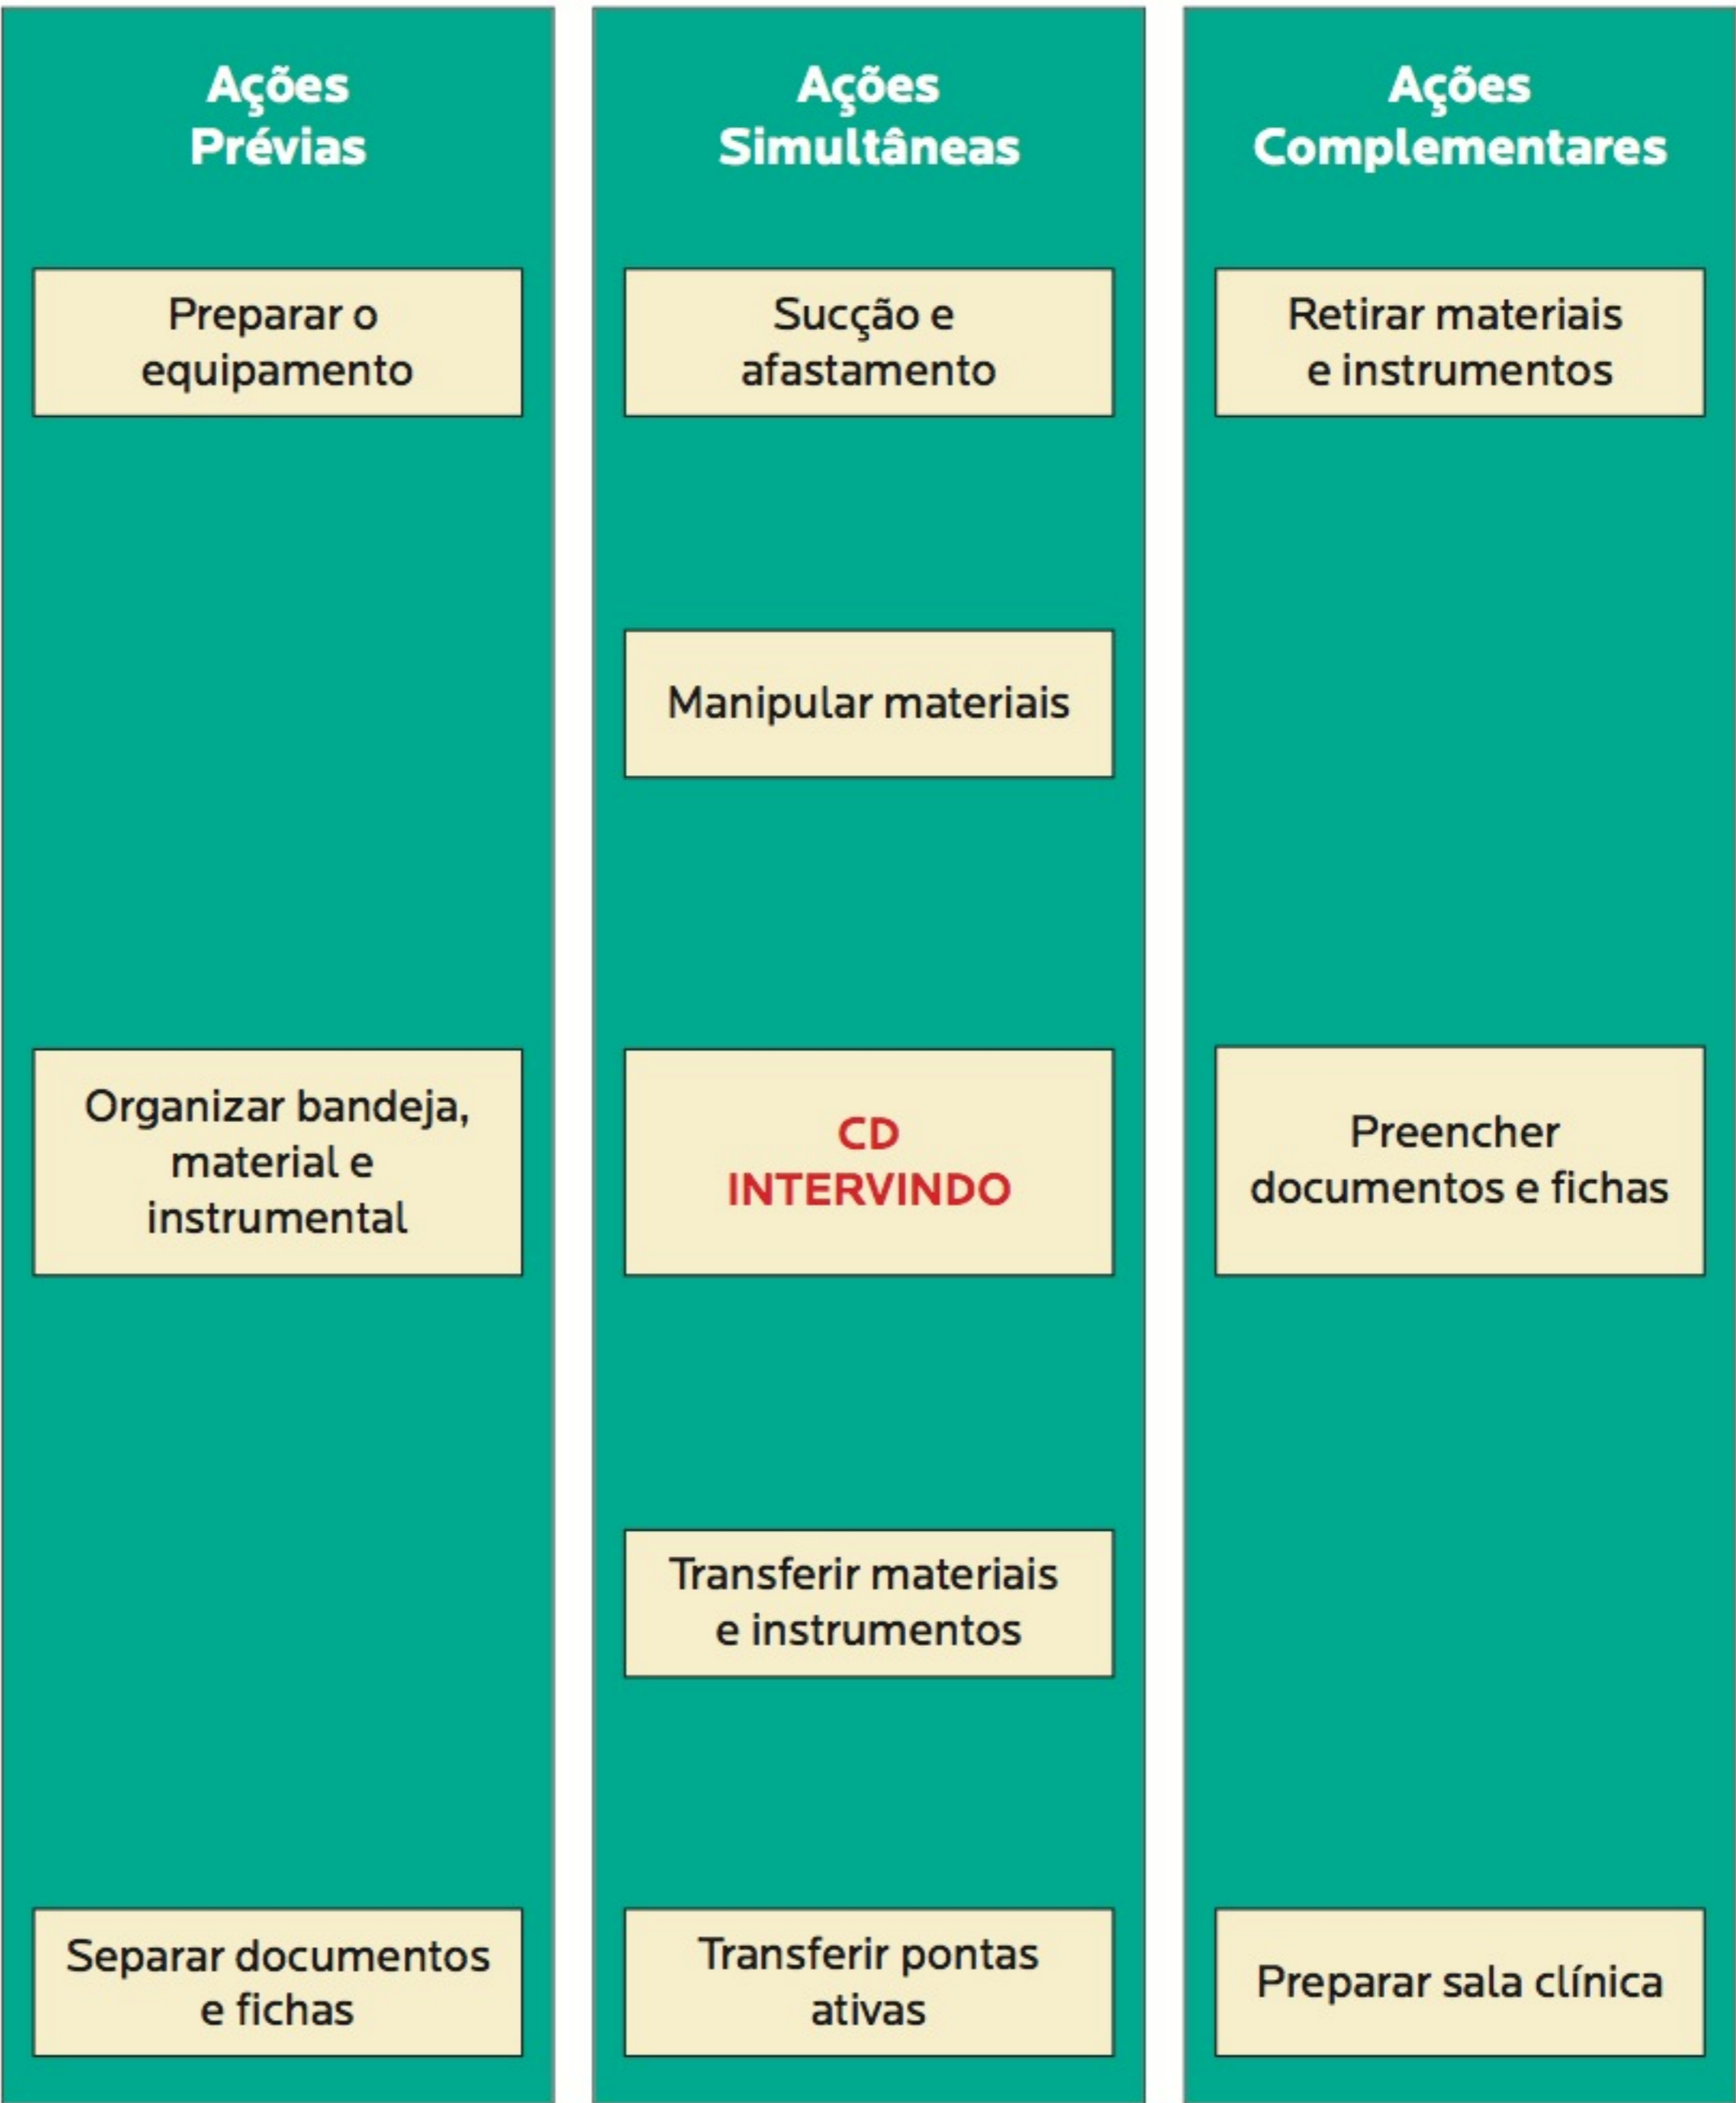 Ações
Prévias
Preparar o
equipamento
Organizar bandeja,
material e
instrumental
Separar documentos
e fichas
Ações
Simultâneas
Sucção e
afastamento
Manipular materiais
CD
INTERVINDO
Transferir materiais
e instrumentos
Transferir pontas
ativas
Ações
Complementares
Retirar materiais
e instrumentos
Preencher
documentos e fichas
Preparar sala clínica